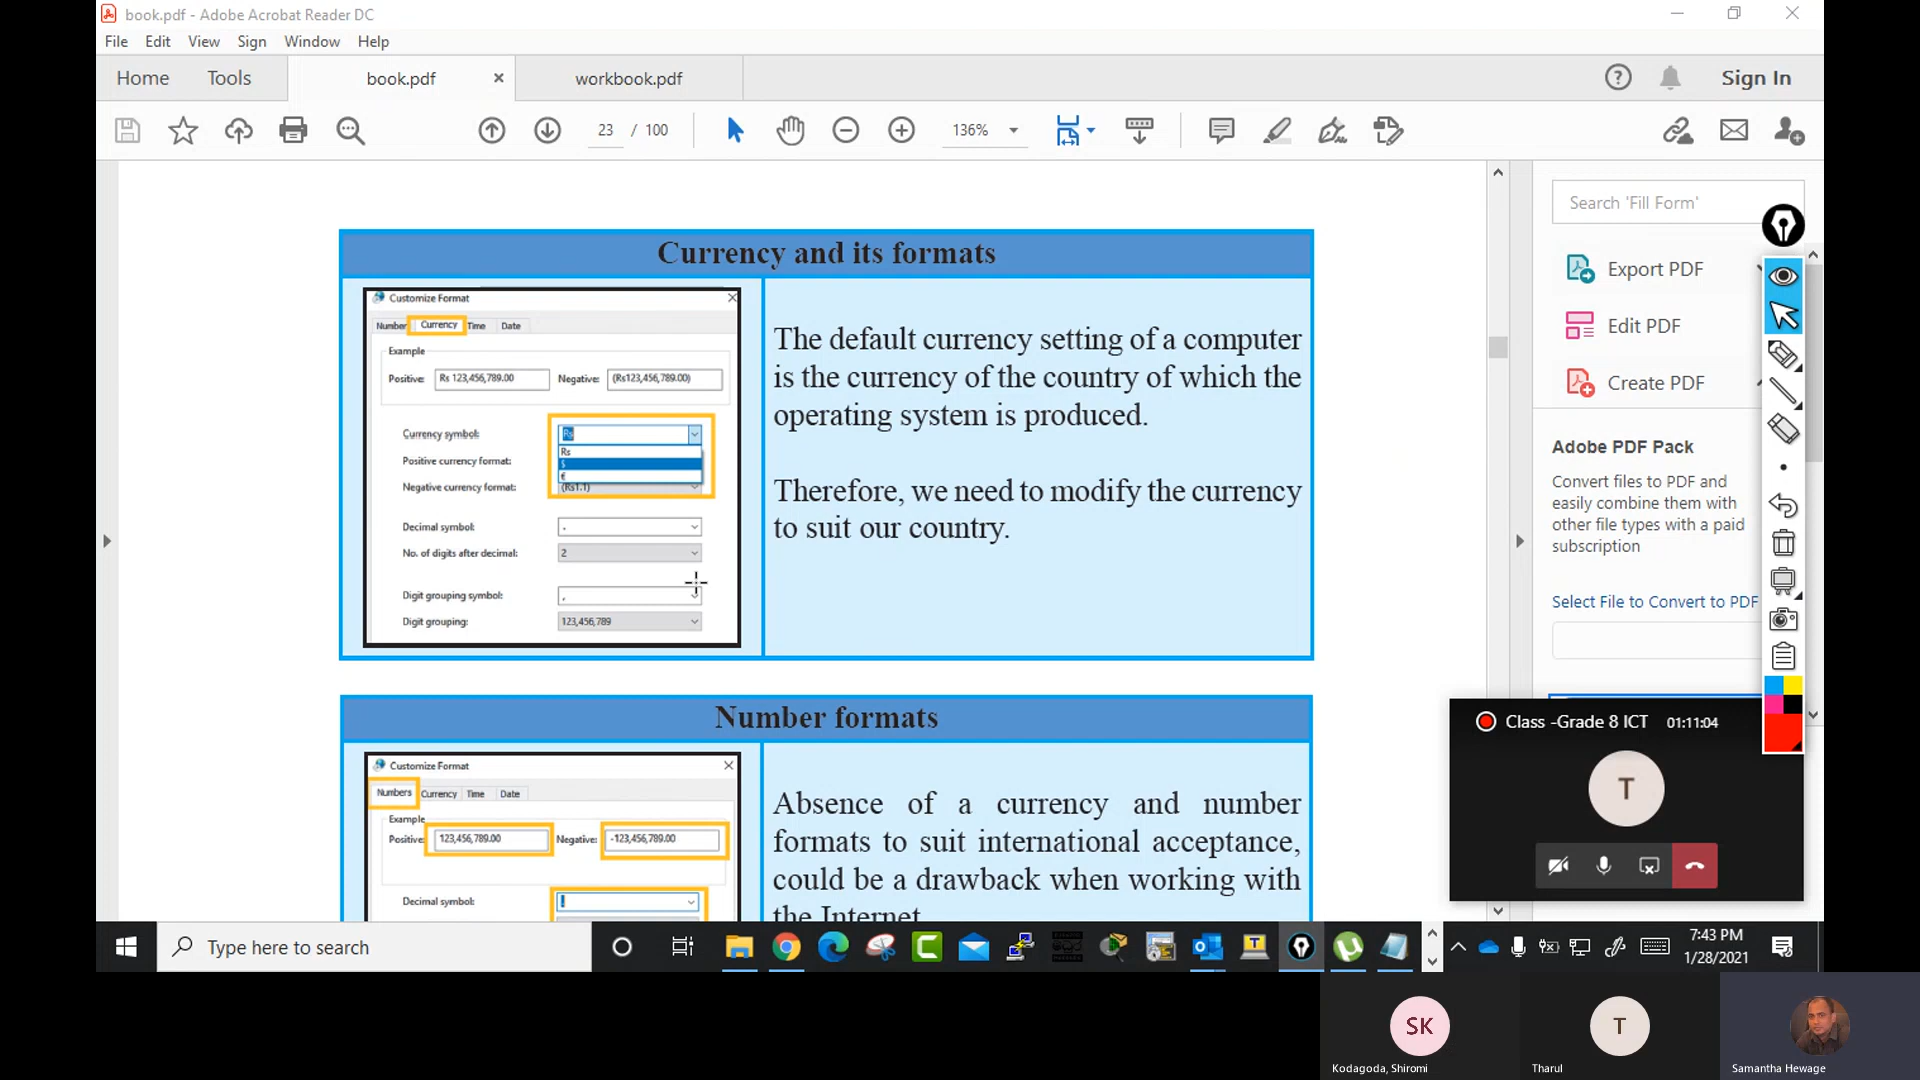 book.pdf - Adobe Acrobat Reader DC
File Edit View Sign Window Help
Home Tools book.pdf × workbook.pdf Sign In
23 / 100 136%
Search 'Fill Form'
Export PDF
Edit PDF
Create PDF
Adobe PDF Pack
Convert files to PDF and
easily combine them with
other file types with a paid
subscription
Select File to Convert to PDF
Currency and its formats
Customize Format
Number Currency Time Date
Example
Positive: Rs 123,456,789.00 Negative: (Rs123,456,789.00)
Currency symbol: Rs
Rs
Positive currency format: $
€
Negative currency format: (Rs1.1)
Decimal symbol: .
No. of digits after decimal: 2
Digit grouping symbol: ,
Digit grouping: 123,456,789
The default currency setting of a computer
is the currency of the country of which the
operating system is produced.
Therefore, we need to modify the currency
to suit our country.
Number formats
Customize Format
Numbers Currency Time Date
Example
Positive: 123,456,789.00 Negative: -123,456,789.00
Decimal symbol: .
Absence of a currency and number
formats to suit international acceptance,
could be a drawback when working with
the Internet
Class -Grade 8 ICT 01:11:04
T
Type here to search
7:43 PM
1/28/2021
SK
Kodagoda, Shiromi
T
Tharul
Samantha Hewage